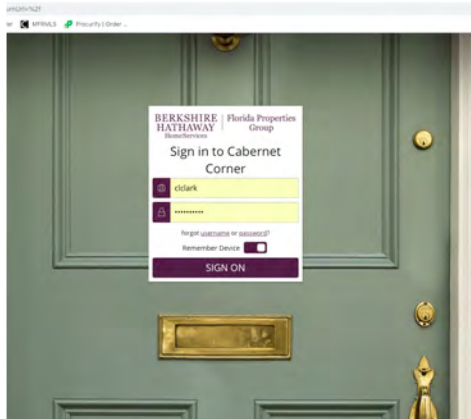 MYRMLS Procurify | Order ...
BERKSHIRE HATHAWAY HomeServices
Florida Properties Group
Sign in to Cabernet
Corner
clclark
Forgot username or password?
Remember Device
SIGN ON